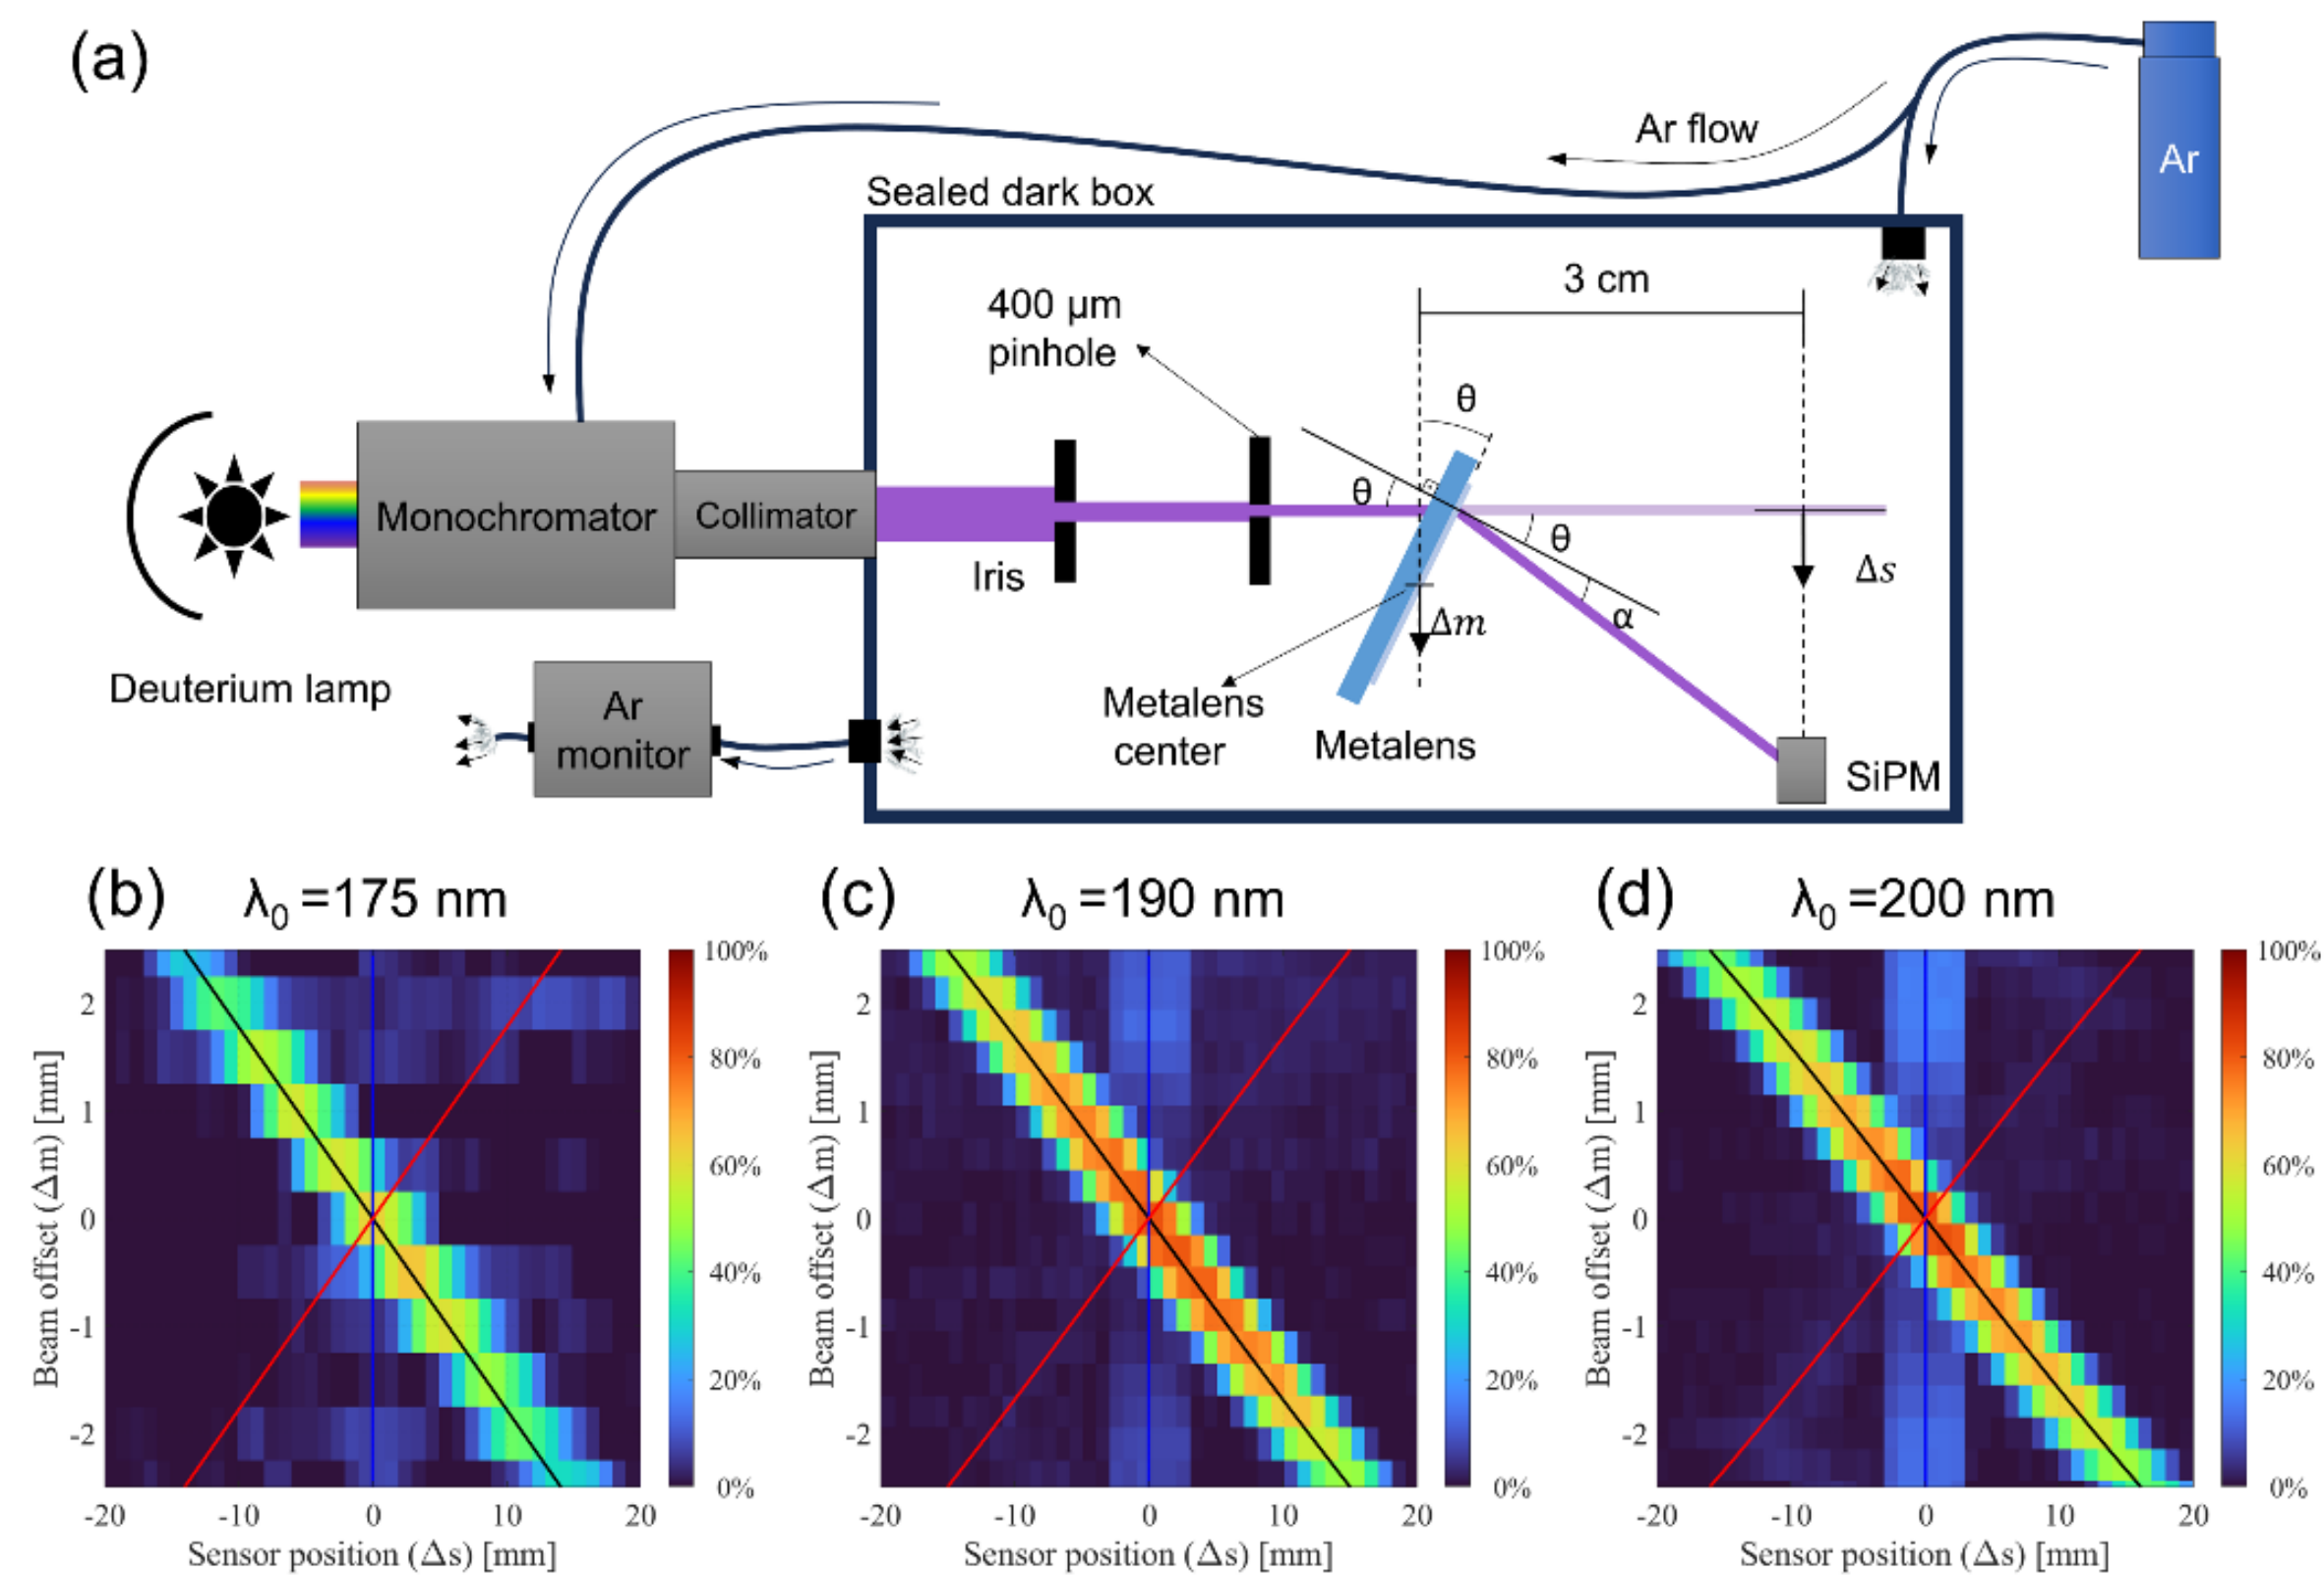 (a)
Ar flow
Ar
Sealed dark box
3 cm
400 µm
pinhole
θ
θ
θ
α
Δs
Δm
Monochromator
Collimator
Iris
Deuterium lamp
Ar
monitor
Metalens
center
Metalens
SiPM
(b) λ0 =175 nm
(c) λ0 =190 nm
(d) λ0 =200 nm
Beam offset (Δm) [mm]
2
1
0
-1
-2
-20 -10 0 10 20
Sensor position (Δs) [mm]
100%
80%
60%
40%
20%
0%
Beam offset (Δm) [mm]
2
1
0
-1
-2
-20 -10 0 10 20
Sensor position (Δs) [mm]
100%
80%
60%
40%
20%
0%
Beam offset (Δm) [mm]
2
1
0
-1
-2
-20 -10 0 10 20
Sensor position (Δs) [mm]
100%
80%
60%
40%
20%
0%